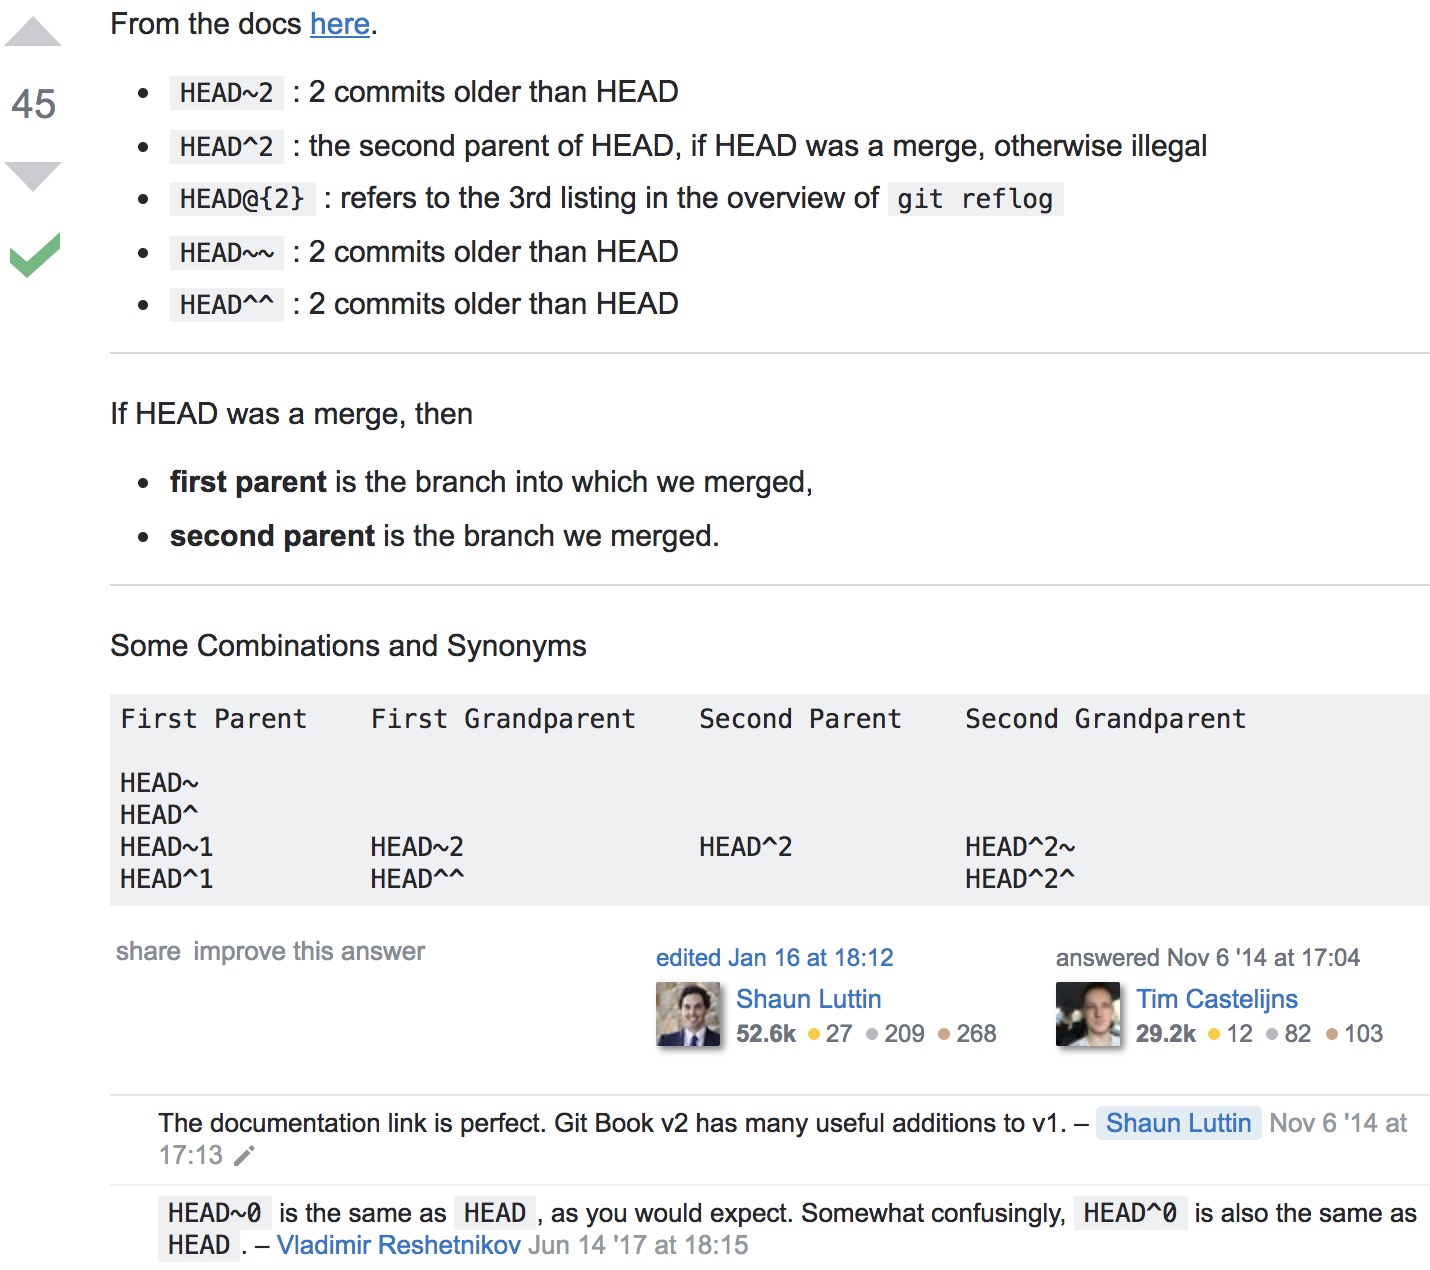 From the docs here.
45
HEAD~2 : 2 commits older than HEAD
HEAD^2 : the second parent of HEAD, if HEAD was a merge, otherwise illegal
HEAD@{2} : refers to the 3rd listing in the overview of git reflog
HEAD~~ : 2 commits older than HEAD
HEAD^^ : 2 commits older than HEAD
If HEAD was a merge, then
first parent is the branch into which we merged,
second parent is the branch we merged.
Some Combinations and Synonyms
First Parent    First Grandparent    Second Parent    Second Grandparent
HEAD~
HEAD^
HEAD~1    HEAD~2    HEAD^2    HEAD^2~
HEAD^1    HEAD^^    HEAD^2^
share improve this answer
edited Jan 16 at 18:12
Shaun Luttin
52.6k 27 209 268
answered Nov 6 '14 at 17:04
Tim Castelijns
29.2k 12 82 103
The documentation link is perfect. Git Book v2 has many useful additions to v1. – Shaun Luttin Nov 6 '14 at
17:13
HEAD~0 is the same as HEAD , as you would expect. Somewhat confusingly, HEAD^0 is also the same as
HEAD . – Vladimir Reshetnikov Jun 14 '17 at 18:15